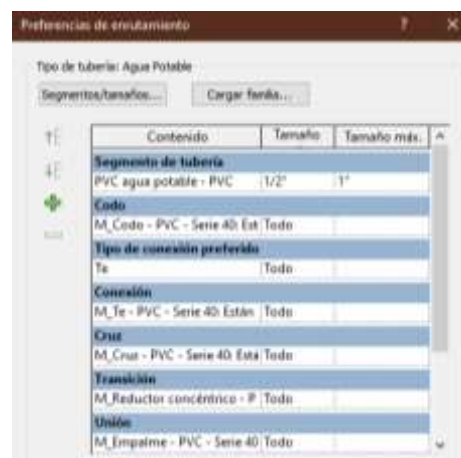 Preferencias de enrutamiento ? ×
Tipo de tubería: Agua Potable
Segmentos/tamaños... Cargar familia...
Contenido Tamaño Tamaño máx.
Segmento de tubería
PVC agua potable - PVC 1/2" 1"
Codo
M_Codo - PVC - Serie 40: Est Todo
Tipo de conexión preferido
Te Todo
Conexión
M_Te - PVC - Serie 40: Están Todo
Cruz
M_Cruz - PVC - Serie 40: Está Todo
Transición
M_Reductor concéntrico - P Todo
Unión
M_Empalme - PVC - Serie 40 Todo